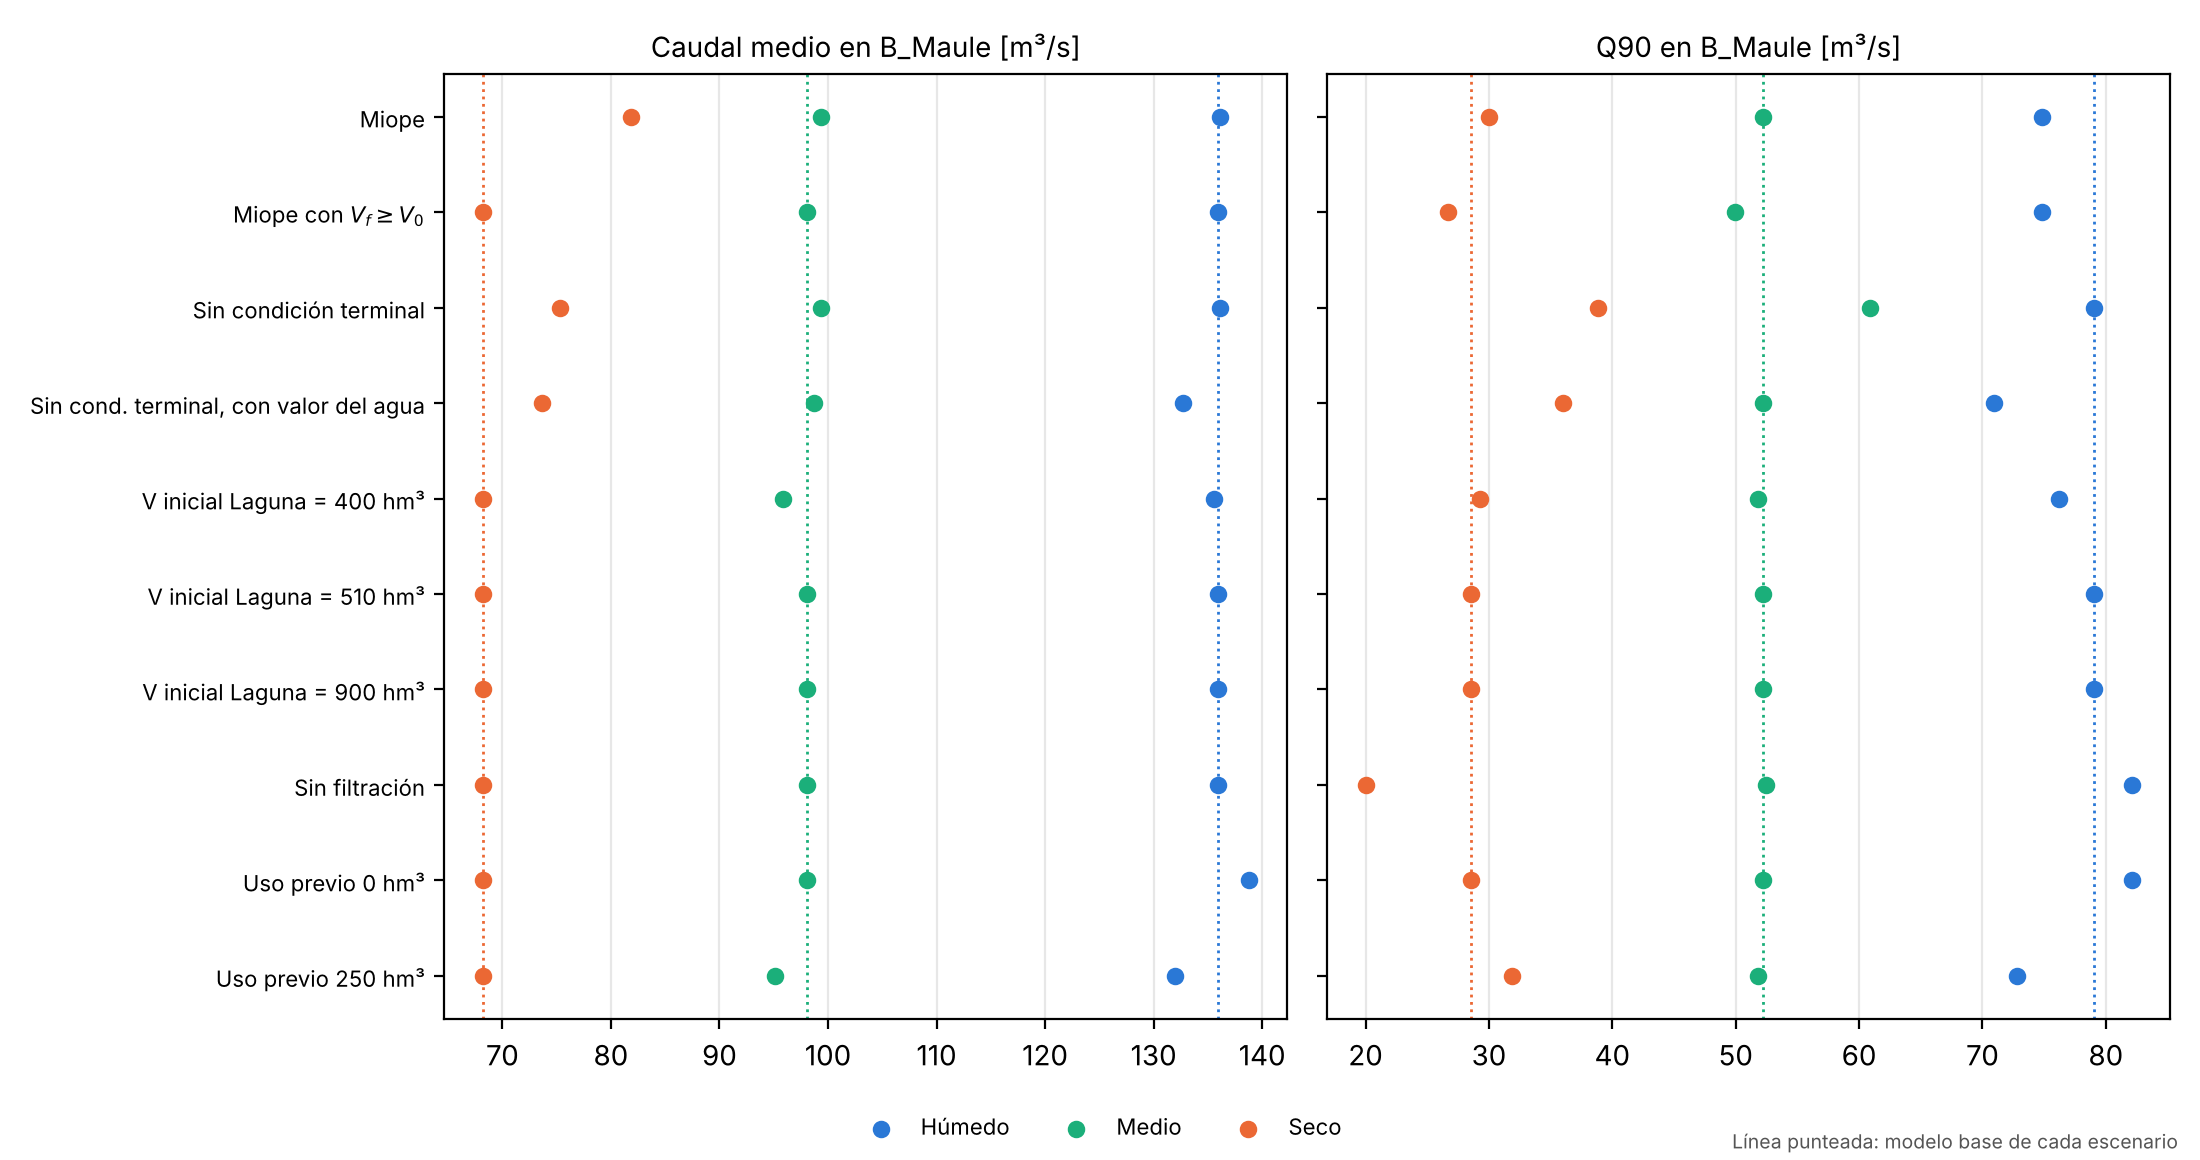 Caudal medio en B_Maule [m³/s]
Q90 en B_Maule [m³/s]
Miope
Miope con V_f ≥ V_0
Sin condición terminal
Sin cond. terminal, con valor del agua
V inicial Laguna = 400 hm³
V inicial Laguna = 510 hm³
V inicial Laguna = 900 hm³
Sin filtración
Uso previo 0 hm³
Uso previo 250 hm³
70 80 90 100 110 120 130 140
20 30 40 50 60 70 80
Húmedo Medio Seco
Línea punteada: modelo base de cada escenario